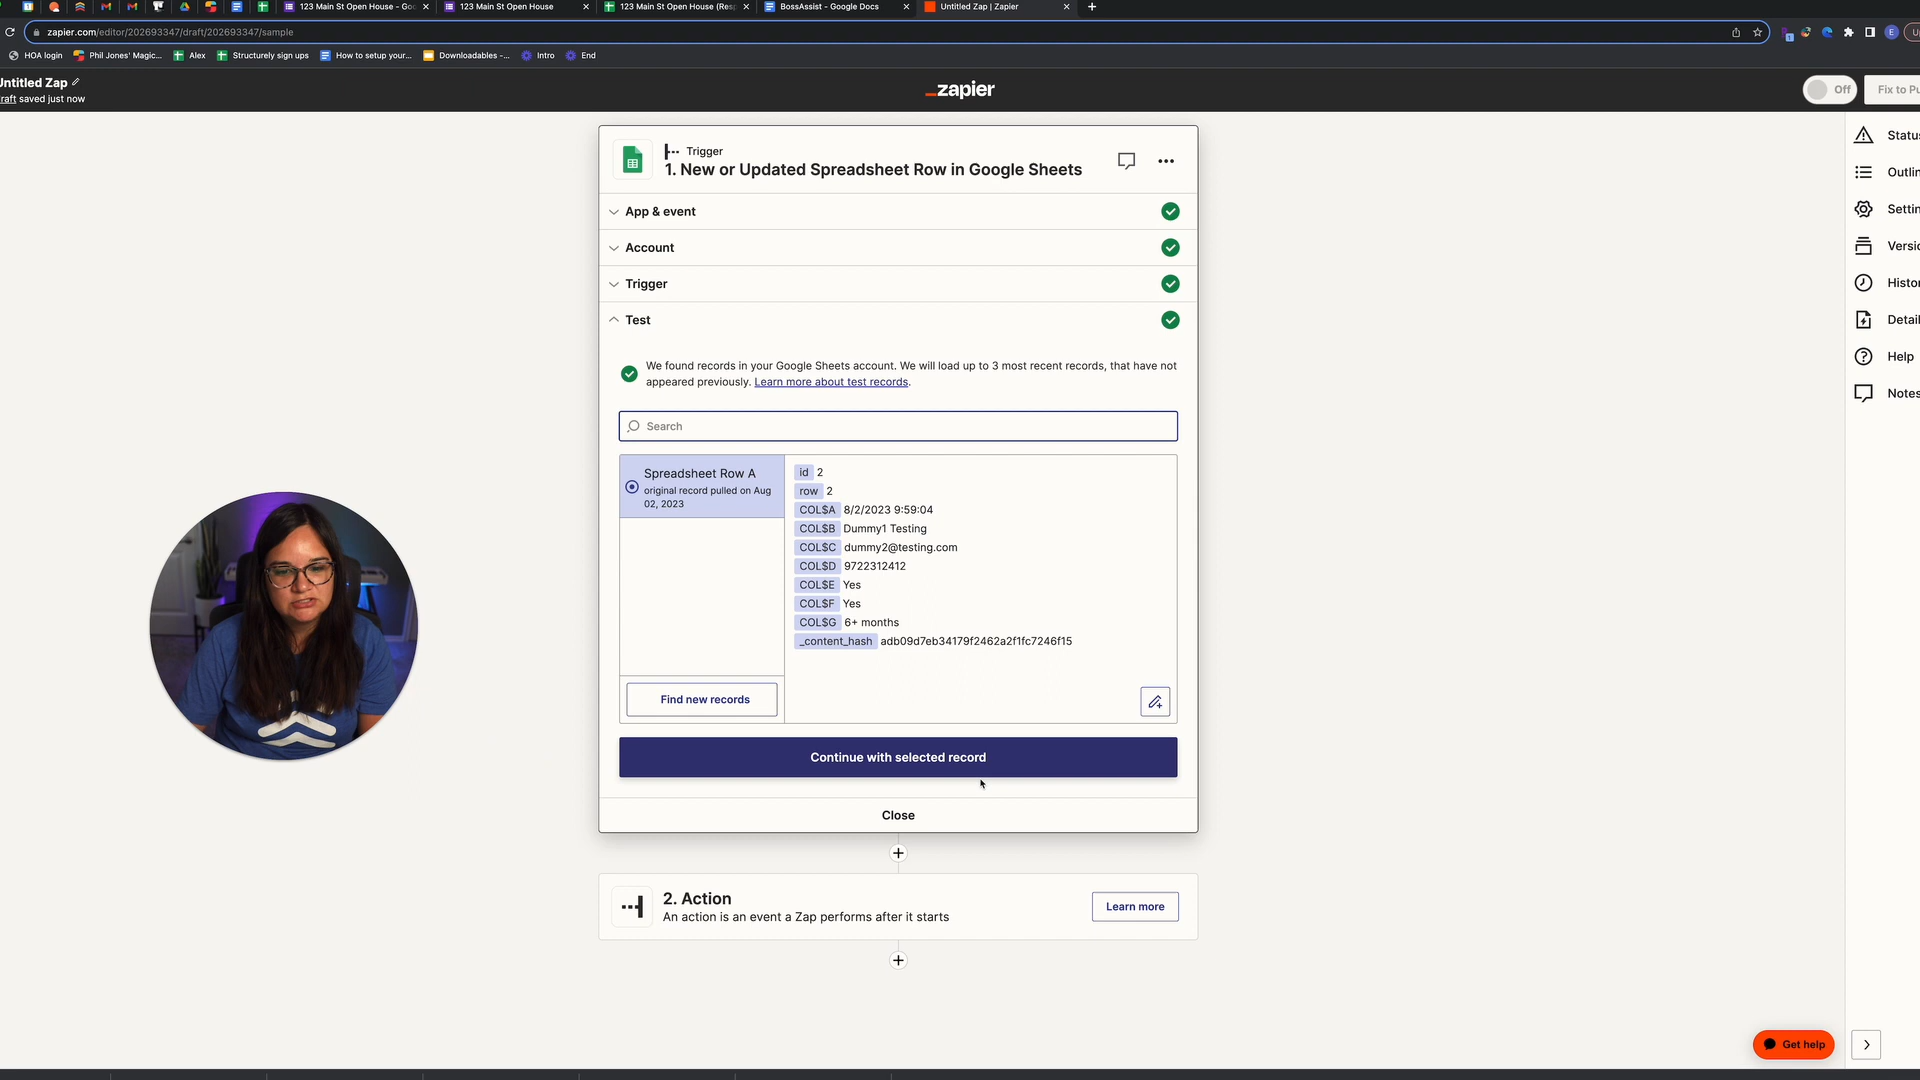 123 Main St Open House - Goo
123 Main St Open House
123 Main St Open House (Resp
BossAssist - Google Docs
Untitled Zap | Zapier
zapier.com/editor/202693347/draft/202693347/sample
HOA login
Phil Jones' Magic...
Alex
Structurely sign ups
How to setup your...
Downloadables -...
Intro
End
Untitled Zap
raft saved just now
_zapier
Off
Fix to Pu
Trigger
1. New or Updated Spreadsheet Row in Google Sheets
App & event
Account
Trigger
Test
We found records in your Google Sheets account. We will load up to 3 most recent records, that have not
appeared previously. Learn more about test records.
Search
Spreadsheet Row A
original record pulled on Aug
02, 2023
Find new records
id 2
row 2
COL$A 8/2/2023 9:59:04
COL$B Dummy1 Testing
COL$C dummy2@testing.com
COL$D 9722312412
COL$E Yes
COL$F Yes
COL$G 6+ months
_content_hash adb09d7eb34179f2462a2f1fc7246f15
Continue with selected record
Close
2. Action
An action is an event a Zap performs after it starts
Learn more
Statu
Outlin
Settin
Versio
Histor
Detail
Help
Notes
Get help